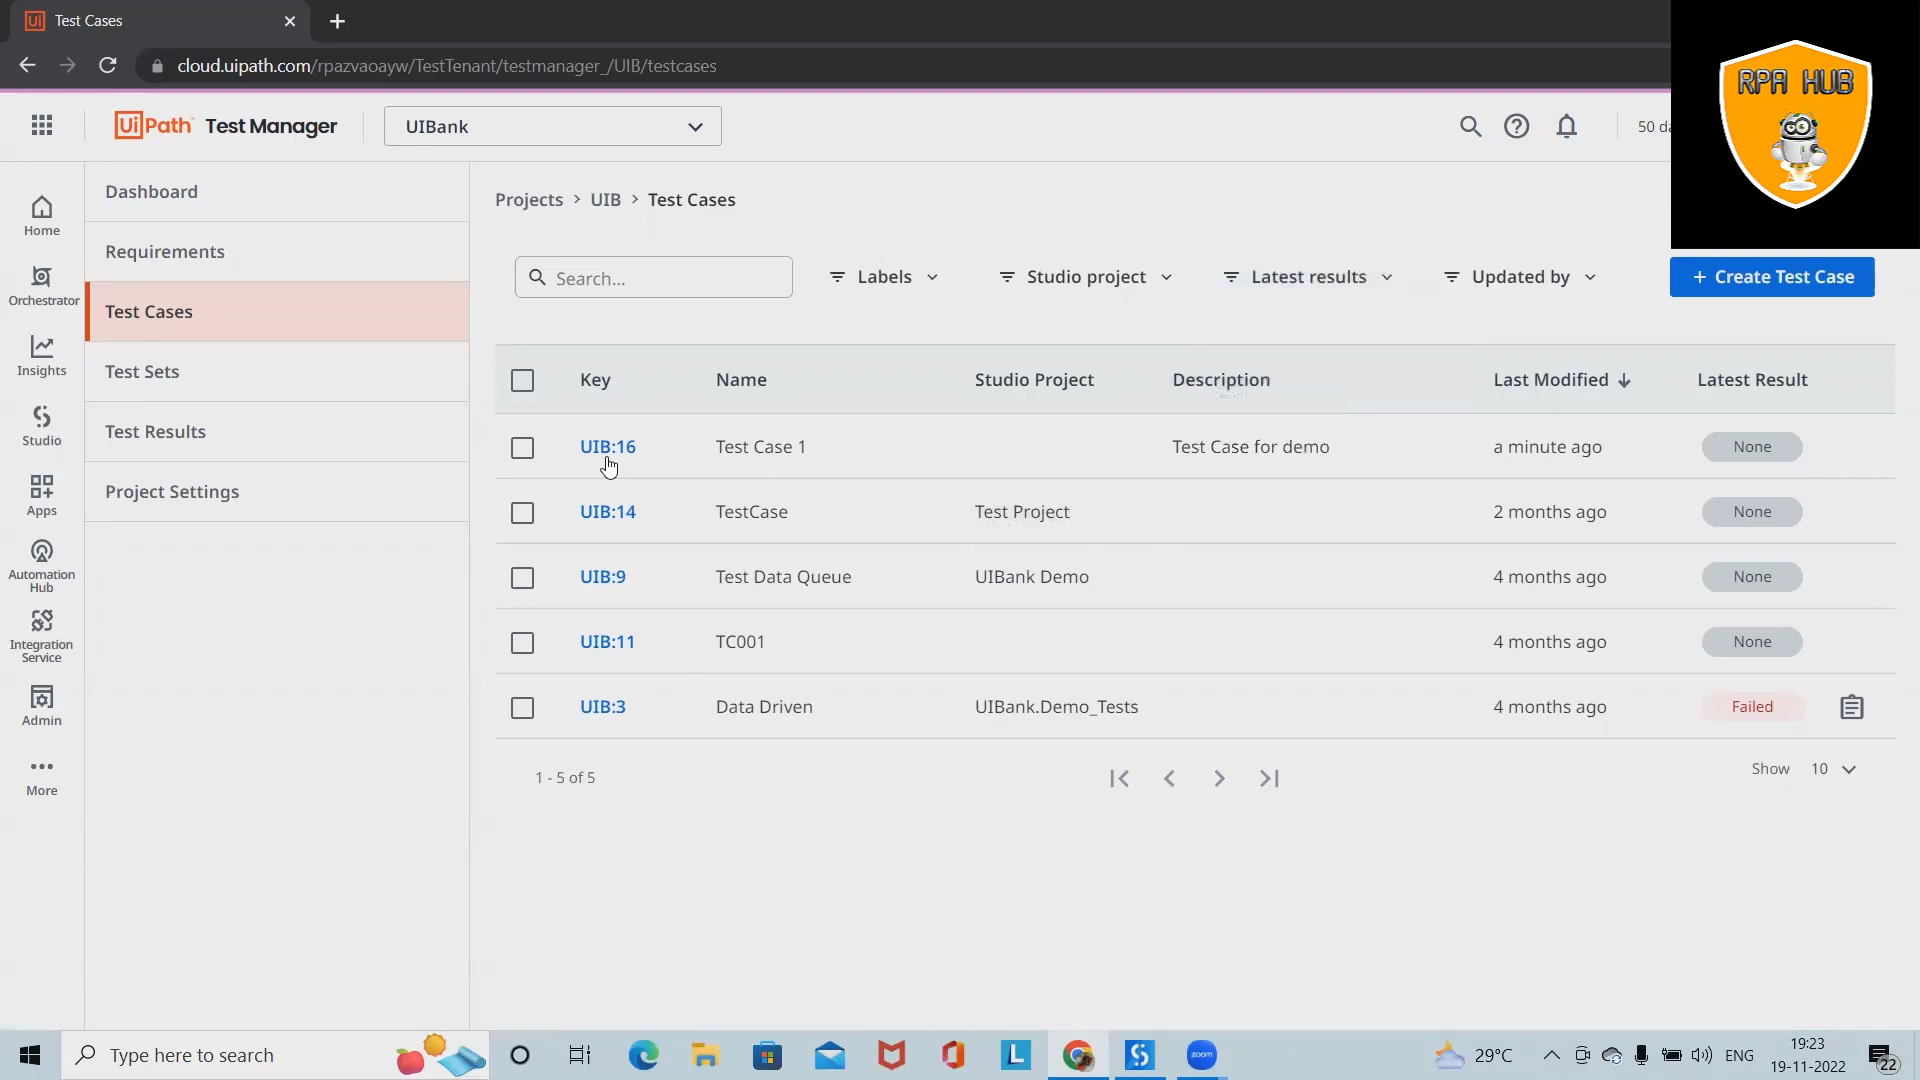 Test Cases
cloud.uipath.com/rpazvaoayw/TestTenant/testmanager_/UIB/testcases
RPA HUB
UiPath Test Manager
UIBank
50 da
Home
Orchestrator
Insights
Studio
Apps
Automation Hub
Integration Service
Admin
More
Dashboard
Requirements
Test Cases
Test Sets
Test Results
Project Settings
Projects > UIB > Test Cases
Search...
Labels
Studio project
Latest results
Updated by
+ Create Test Case
Key Name Studio Project Description Last Modified Latest Result
UIB:16 Test Case 1 Test Case for demo a minute ago None
UIB:14 TestCase Test Project 2 months ago None
UIB:9 Test Data Queue UIBank Demo 4 months ago None
UIB:11 TC001 4 months ago None
UIB:3 Data Driven UIBank.Demo_Tests 4 months ago Failed
1 - 5 of 5
Show 10
Type here to search
L
zoom
29°C
ENG
19:23
19-11-2022
22